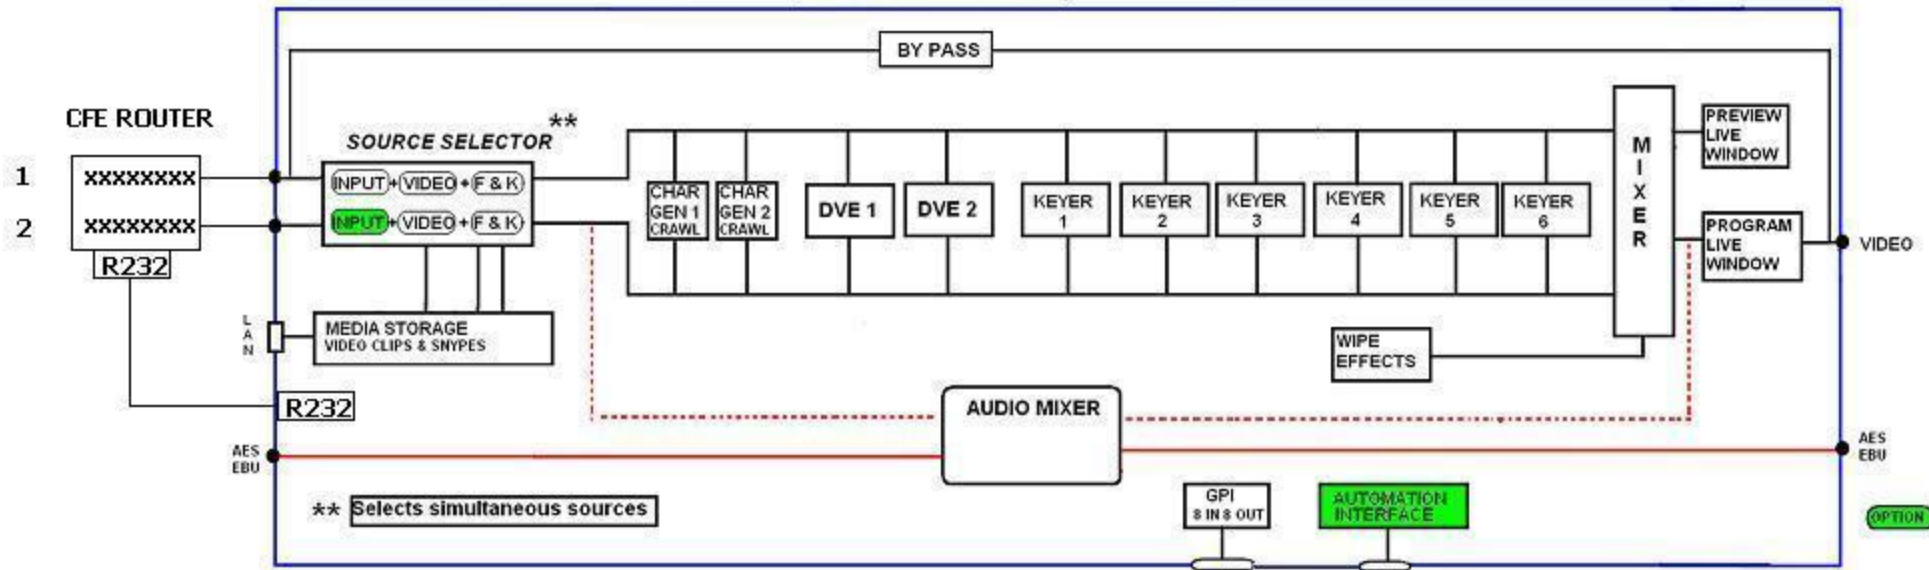 BY PASS
CFE ROUTER
**
SOURCE SELECTOR
1
XXXXXXXX
INPUT + VIDEO + F & K
2
XXXXXXXX
INPUT + VIDEO + F & K
R232
CHAR
GEN 1
CRAWL
CHAR
GEN 2
CRAWL
DVE 1
DVE 2
KEYER
1
KEYER
2
KEYER
3
KEYER
4
KEYER
5
KEYER
6
M
I
X
E
R
PREVIEW
LIVE
WINDOW
PROGRAM
LIVE
WINDOW
VIDEO
L
A
N
MEDIA STORAGE
VIDEO CLIPS & SNYPES
WIPE
EFFECTS
R232
AUDIO MIXER
AES
EBU
AES
EBU
** Selects simultaneous sources
GPI
8 IN 8 OUT
AUTOMATION
INTERFACE
OPTION